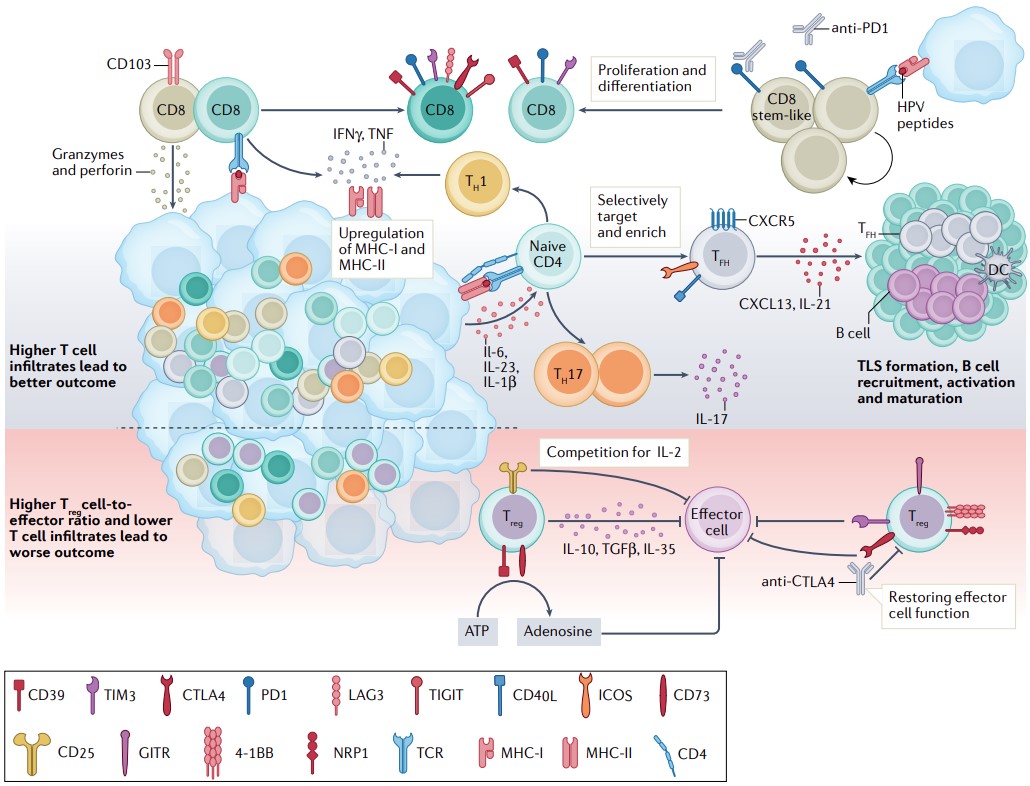 anti-PD1
CD103
CD8
CD8
CD8
CD8
Proliferation and
differentiation
CD8
stem-like
HPV
peptides
Granzymes
and perforin
IFNγ, TNF
TH1
Upregulation
of MHC-I and
MHC-II
Selectively
target
and enrich
Naive
CD4
CXCR5
TFH
CXCL13, IL-21
TFH
DC
B cell
Il-6,
IL-23,
IL-1β
TH17
IL-17
Higher T cell
infiltrates lead to
better outcome
TLS formation, B cell
recruitment, activation
and maturation
Higher Treg cell-to-
effector ratio and lower
T cell infiltrates lead to
worse outcome
Competition for IL-2
Treg
IL-10, TGFβ, IL-35
Effector
cell
Treg
anti-CTLA4
Restoring effector
cell function
ATP
Adenosine
CD39
TIM3
CTLA4
PD1
LAG3
TIGIT
CD40L
ICOS
CD73
CD25
GITR
4-1BB
NRP1
TCR
MHC-I
MHC-II
CD4